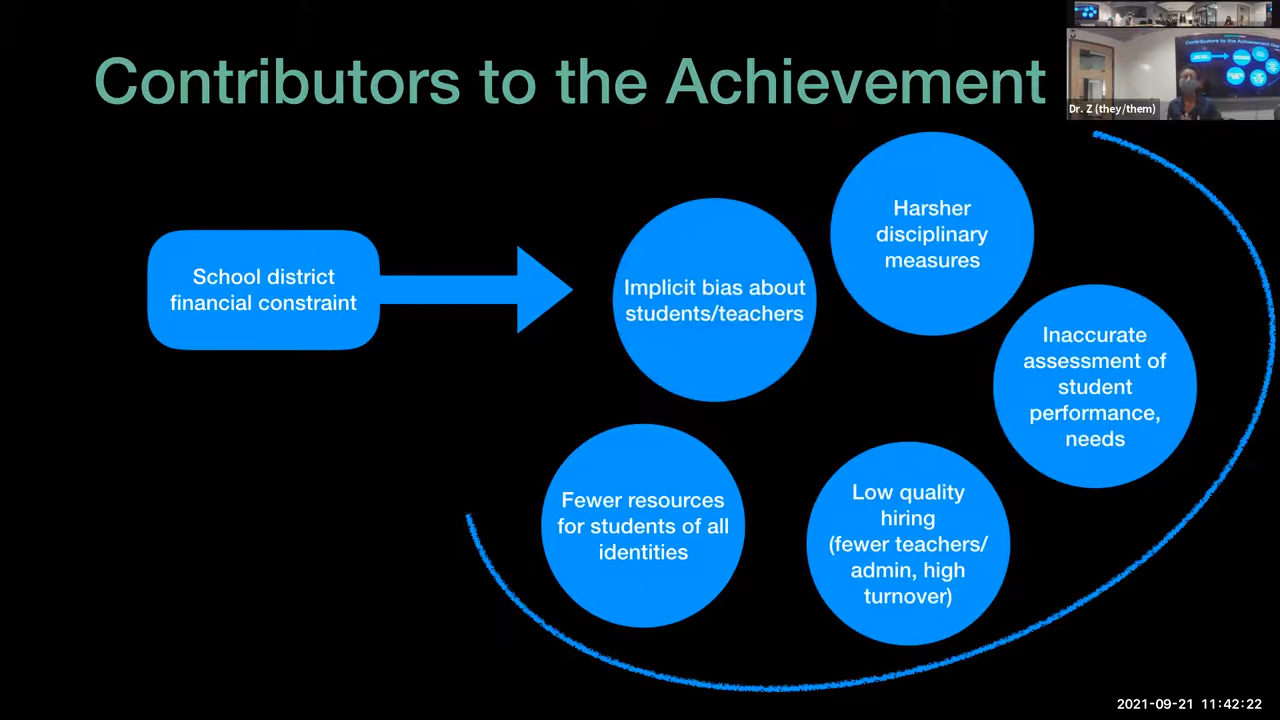 Contributors to the Achievement
Dr. Z (they/them)
School district
financial constraint
Implicit bias about
students/teachers
Harsher
disciplinary
measures
Inaccurate
assessment of
student
performance,
needs
Fewer resources
for students of all
identities
Low quality
hiring
(fewer teachers/
admin, high
turnover)
2021-09-21 11:42:22